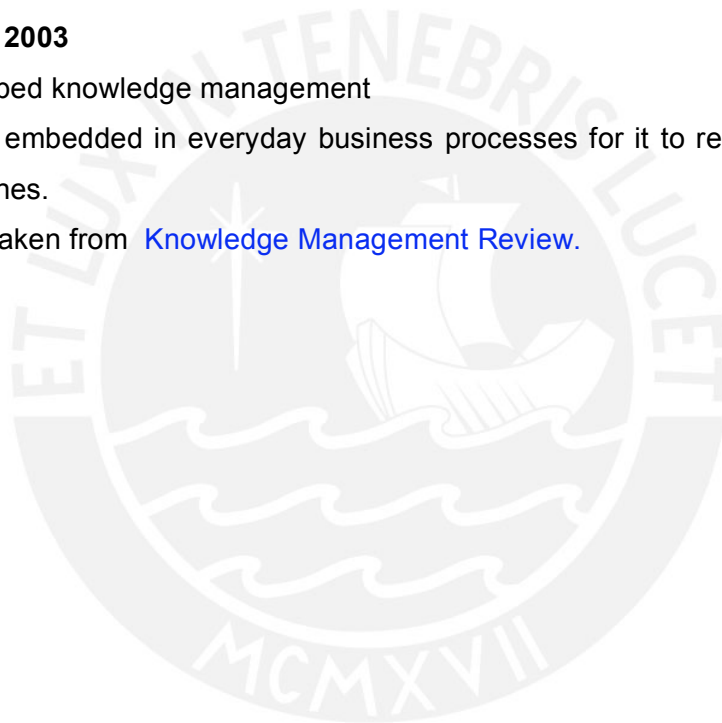 2003
ped knowledge management
embedded in everyday business processes for it to re
nes.
aken from Knowledge Management Review.
ET LUX IN TENEBRIS LUCET
MCMXVII